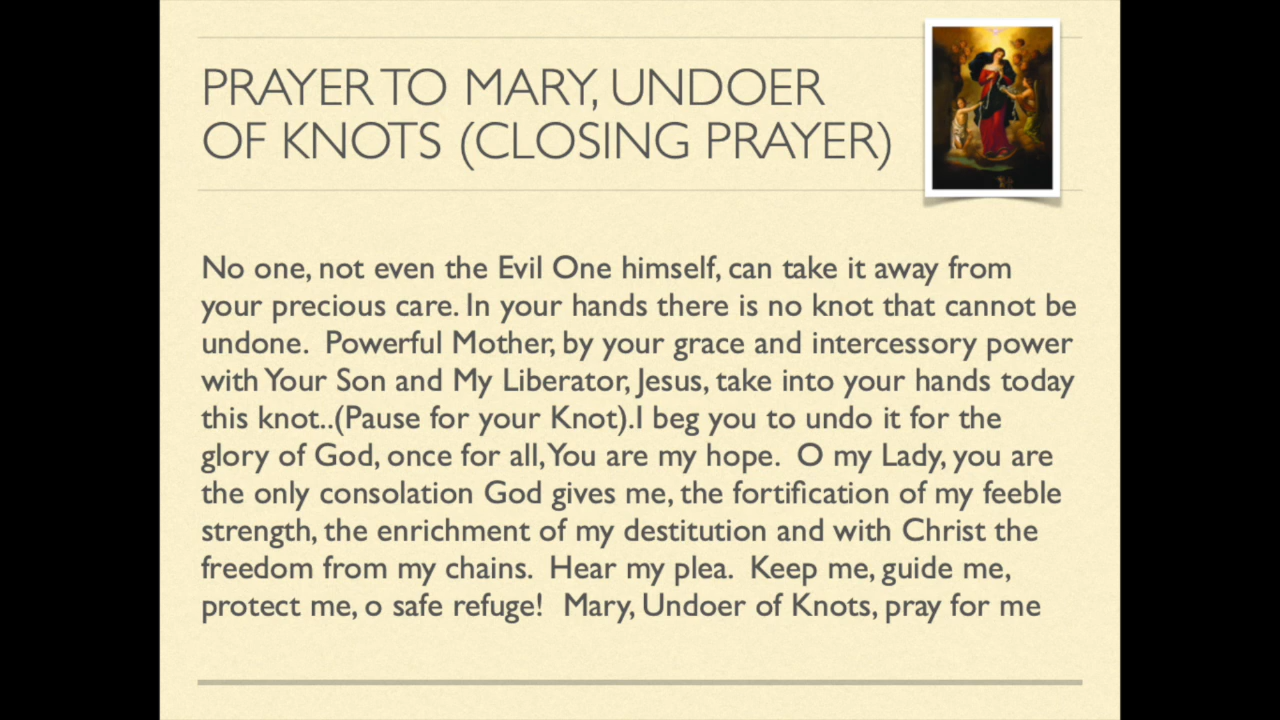 PRAYER TO MARY, UNDOER
OF KNOTS (CLOSING PRAYER)
No one, not even the Evil One himself, can take it away from
your precious care. In your hands there is no knot that cannot be
undone.  Powerful Mother, by your grace and intercessory power
with Your Son and My Liberator, Jesus, take into your hands today
this knot..(Pause for your Knot).I beg you to undo it for the
glory of God, once for all, You are my hope.  O my Lady, you are
the only consolation God gives me, the fortification of my feeble
strength, the enrichment of my destitution and with Christ the
freedom from my chains.  Hear my plea.  Keep me, guide me,
protect me, o safe refuge!  Mary, Undoer of Knots, pray for me